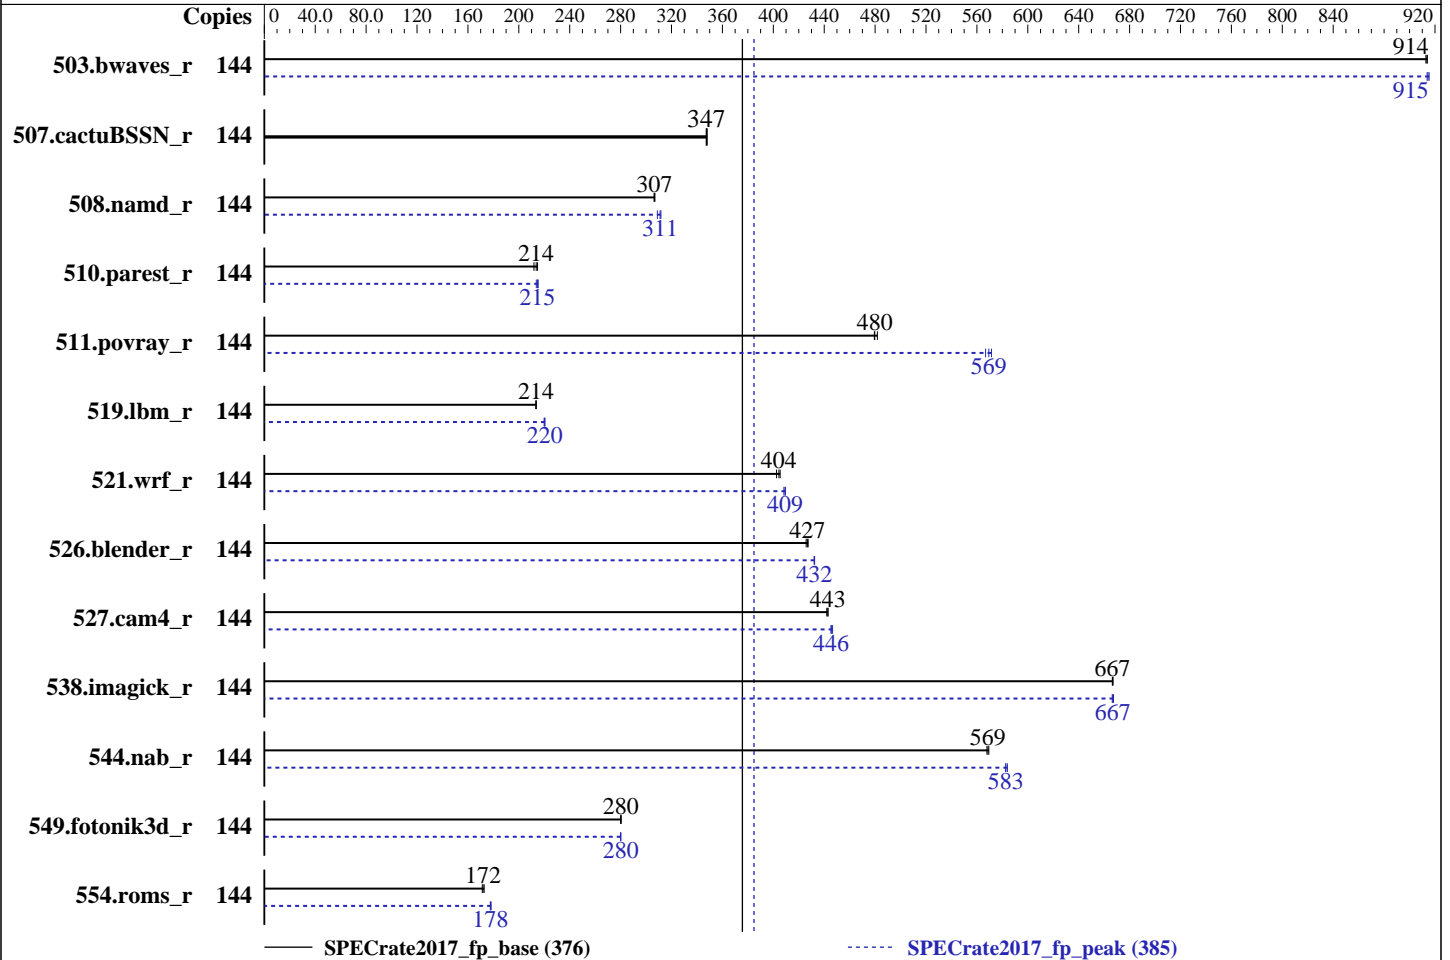 Copies 0 40.0 80.0 120 160 200 240 280 320 360 400 440 480 520 560 600 640 680 720 760 800 840 920
914
503.bwaves_r 144
915
347
507.cactuBSSN_r 144
307
508.namd_r 144
311
214
510.parest_r 144
215
480
511.povray_r 144
569
214
519.lbm_r 144
220
404
521.wrf_r 144
409
427
526.blender_r 144
432
443
527.cam4_r 144
446
667
538.imagick_r 144
667
569
544.nab_r 144
583
280
549.fotonik3d_r 144
280
172
554.roms_r 144
178
SPECrate2017_fp_base (376) SPECrate2017_fp_peak (385)